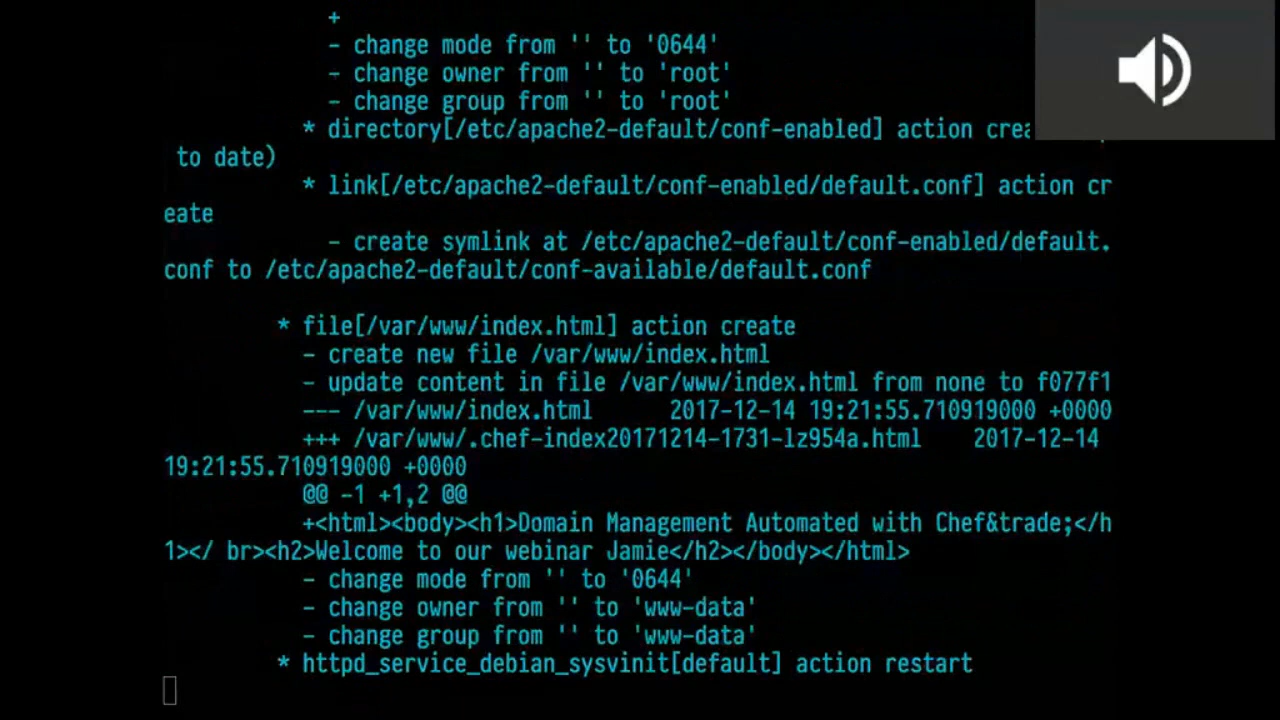 +
- change mode from '' to '0644'
- change owner from '' to 'root'
- change group from '' to 'root'
* directory[/etc/apache2-default/conf-enabled] action
to date)
* link[/etc/apache2-default/conf-enabled/default.conf] action cr
eate
- create symlink at /etc/apache2-default/conf-enabled/default.
conf to /etc/apache2-default/conf-available/default.conf
* file[/var/www/index.html] action create
- create new file /var/www/index.html
- update content in file /var/www/index.html from none to f077f1
--- /var/www/index.html 2017-12-14 19:21:55.710919000 +0000
+++ /var/www/.chef-index20171214-1731-lz954a.html 2017-12-14
19:21:55.710919000 +0000
@@ -1 +1,2 @@
+<html><body><h1>Domain Management Automated with Chef&trade;</h
1></ br><h2>Welcome to our webinar Jamie</h2></body></html>
- change mode from '' to '0644'
- change owner from '' to 'www-data'
- change group from '' to 'www-data'
* httpd_service_debian_sysvinit[default] action restart